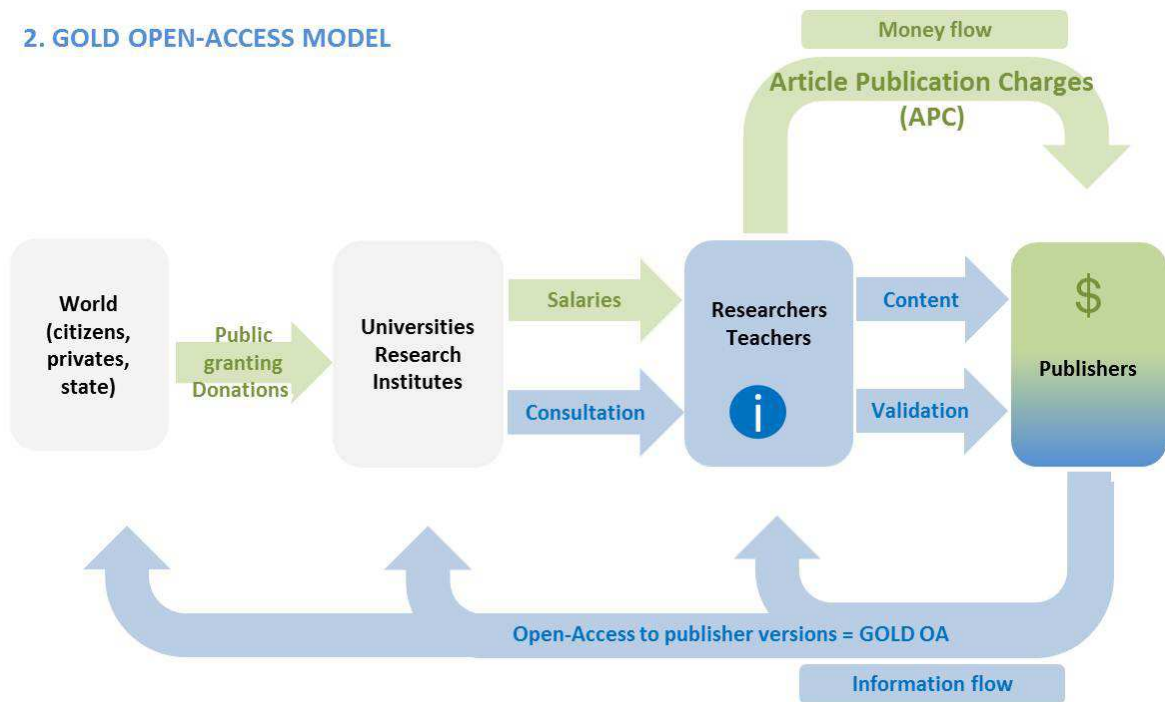 2. GOLD OPEN-ACCESS MODEL
Money flow
Article Publication Charges
(APC)
World
(citizens,
privates,
state)
Public
granting
Donations
Universities
Research
Institutes
Salaries
Consultation
Researchers
Teachers
i
Content
Validation
$
Publishers
Open-Access to publisher versions = GOLD OA
Information flow